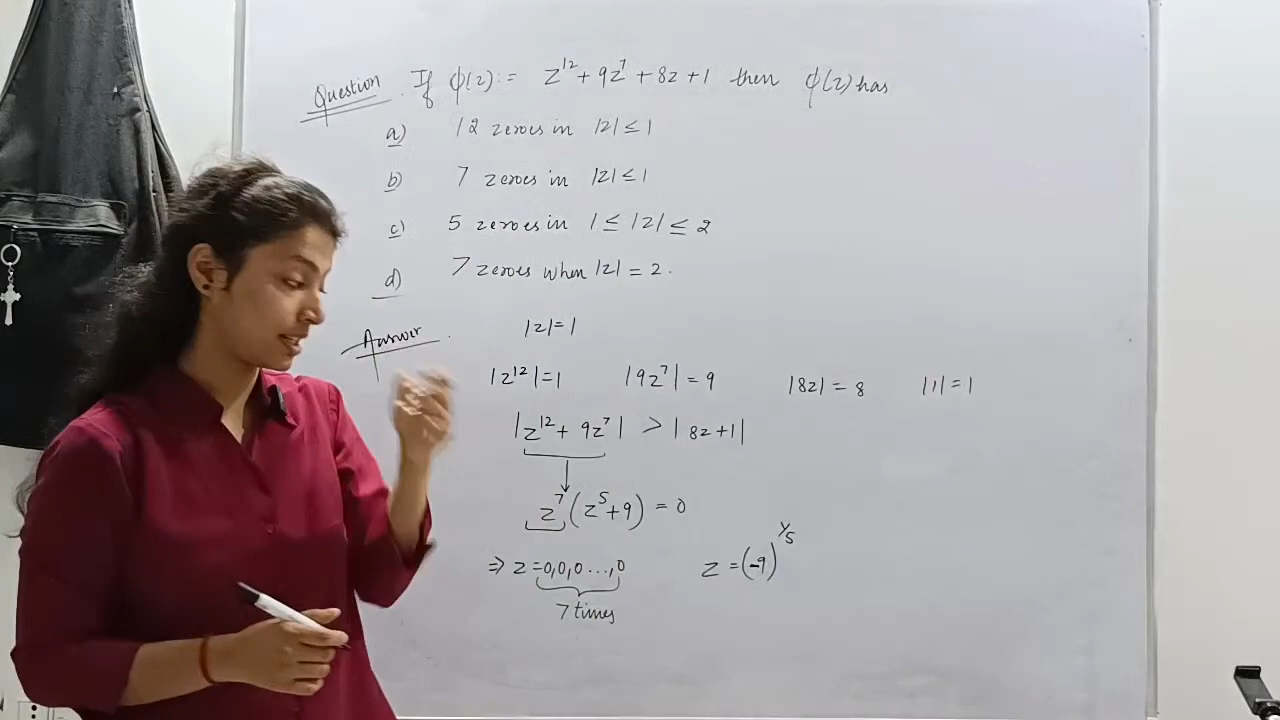 Question. If ϕ(z):= z¹² + 9z⁷ + 8z + 1 then ϕ(z) has
a) 12 zeroes in |z| ≤ 1
b) 7 zeroes in |z| ≤ 1
c) 5 zeroes in 1 ≤ |z| ≤ 2
d) 7 zeroes when |z| = 2.
Answer. |z| = 1
|z¹²| = 1 |9z⁷| = 9 |8z| = 8 |1| = 1
|z¹² + 9z⁷| > |8z + 1|
z⁷(z⁵ + 9) = 0
⇒ z = 0,0,0...,0 z = (-9)^{1/5}
7 times